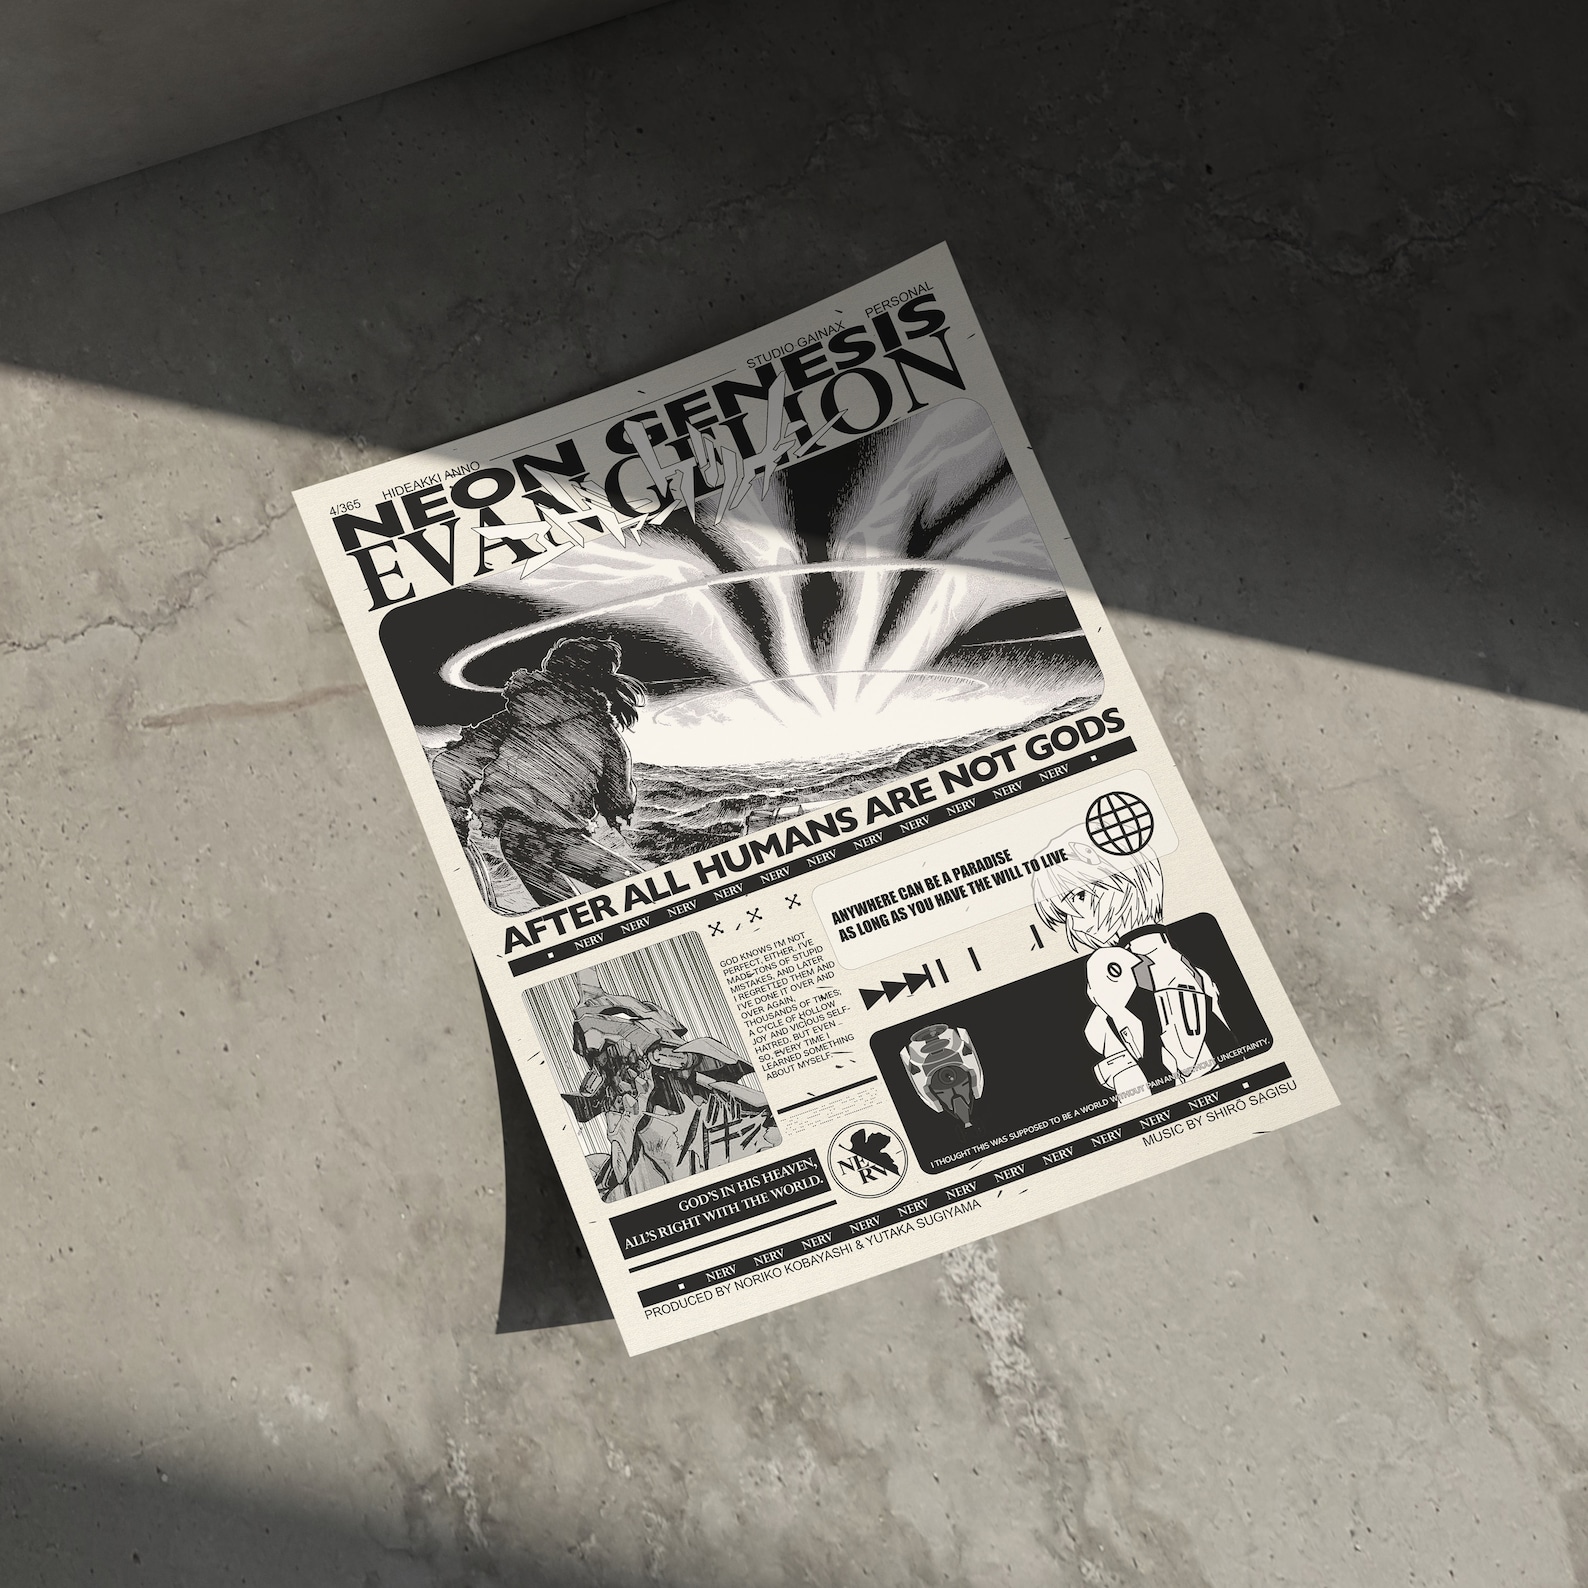 4/365
HIDEAKKI ANNO
STUDIO GAINAX
PERSONAL
NEON GENESIS
EVANGELION
AFTER ALL HUMANS ARE NOT GODS
NERV NERV NERV NERV NERV NERV NERV NERV NERV NERV NERV
ANYWHERE CAN BE A PARADISE
AS LONG AS YOU HAVE THE WILL TO LIVE
GOD KNOWS I'M NOT
PERFECT, EITHER. I'VE
MADE TONS OF STUPID
MISTAKES, AND LATER
I REGRETTED THEM AND
I'VE DONE IT OVER AND
OVER AGAIN,
THOUSANDS OF TIMES;
A CYCLE OF HOLLOW
JOY AND VICIOUS SELF-
HATRED. BUT EVEN
SO, EVERY TIME I
LEARNED SOMETHING
ABOUT MYSELF.
I THOUGHT THIS WAS SUPPOSED TO BE A WORLD WITHOUT PAIN AND WITHOUT UNCERTAINTY.
GOD'S IN HIS HEAVEN,
ALL'S RIGHT WITH THE WORLD.
NERV
NERV NERV NERV NERV NERV NERV NERV NERV NERV NERV NERV
PRODUCED BY NORIKO KOBAYASHI & YUTAKA SUGIYAMA
MUSIC BY SHIRŌ SAGISU